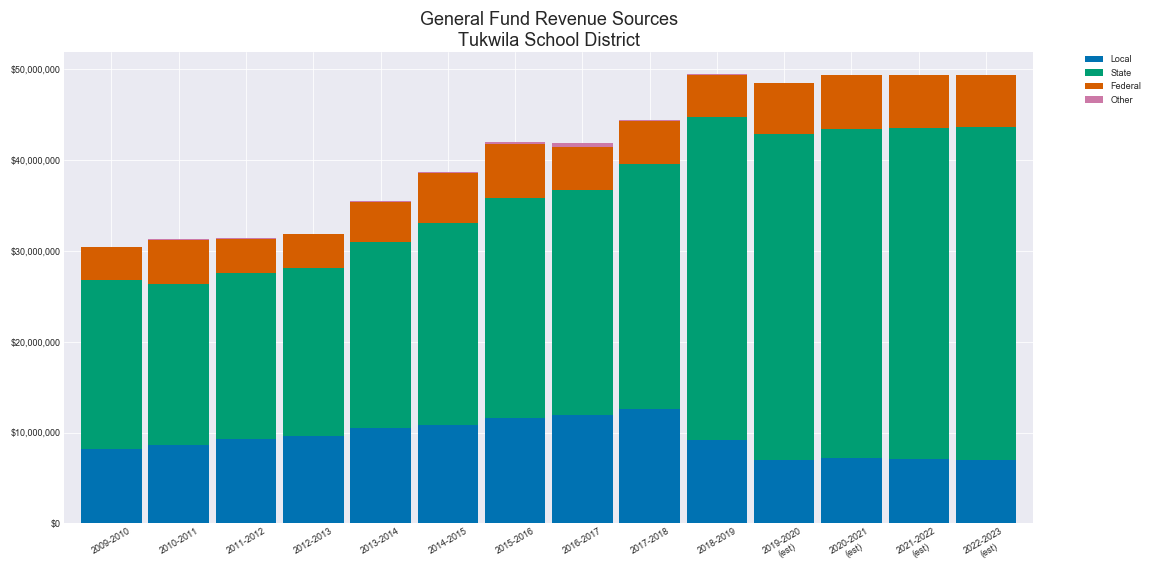 General Fund Revenue Sources
Tukwila School District
Local
State
Federal
Other
$50,000,000
$40,000,000
$30,000,000
$20,000,000
$10,000,000
$0
2009-2010
2010-2011
2011-2012
2012-2013
2013-2014
2014-2015
2015-2016
2016-2017
2017-2018
2018-2019
2019-2020
(est)
2020-2021
(est)
2021-2022
(est)
2022-2023
(est)